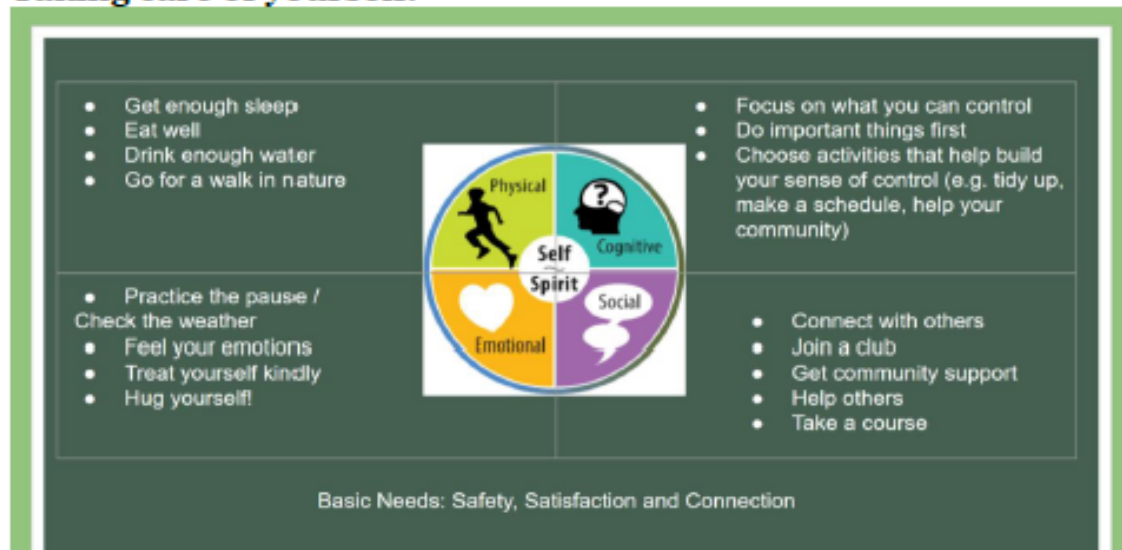 Get enough sleep
Eat well
Drink enough water
Go for a walk in nature
Focus on what you can control
Do important things first
Choose activities that help build
your sense of control (e.g. tidy up,
make a schedule, help your
community)
Physical
Cognitive
Self
Spirit
Emotional
Social
Practice the pause /
Check the weather
Feel your emotions
Treat yourself kindly
Hug yourself!
Connect with others
Join a club
Get community support
Help others
Take a course
Basic Needs: Safety, Satisfaction and Connection